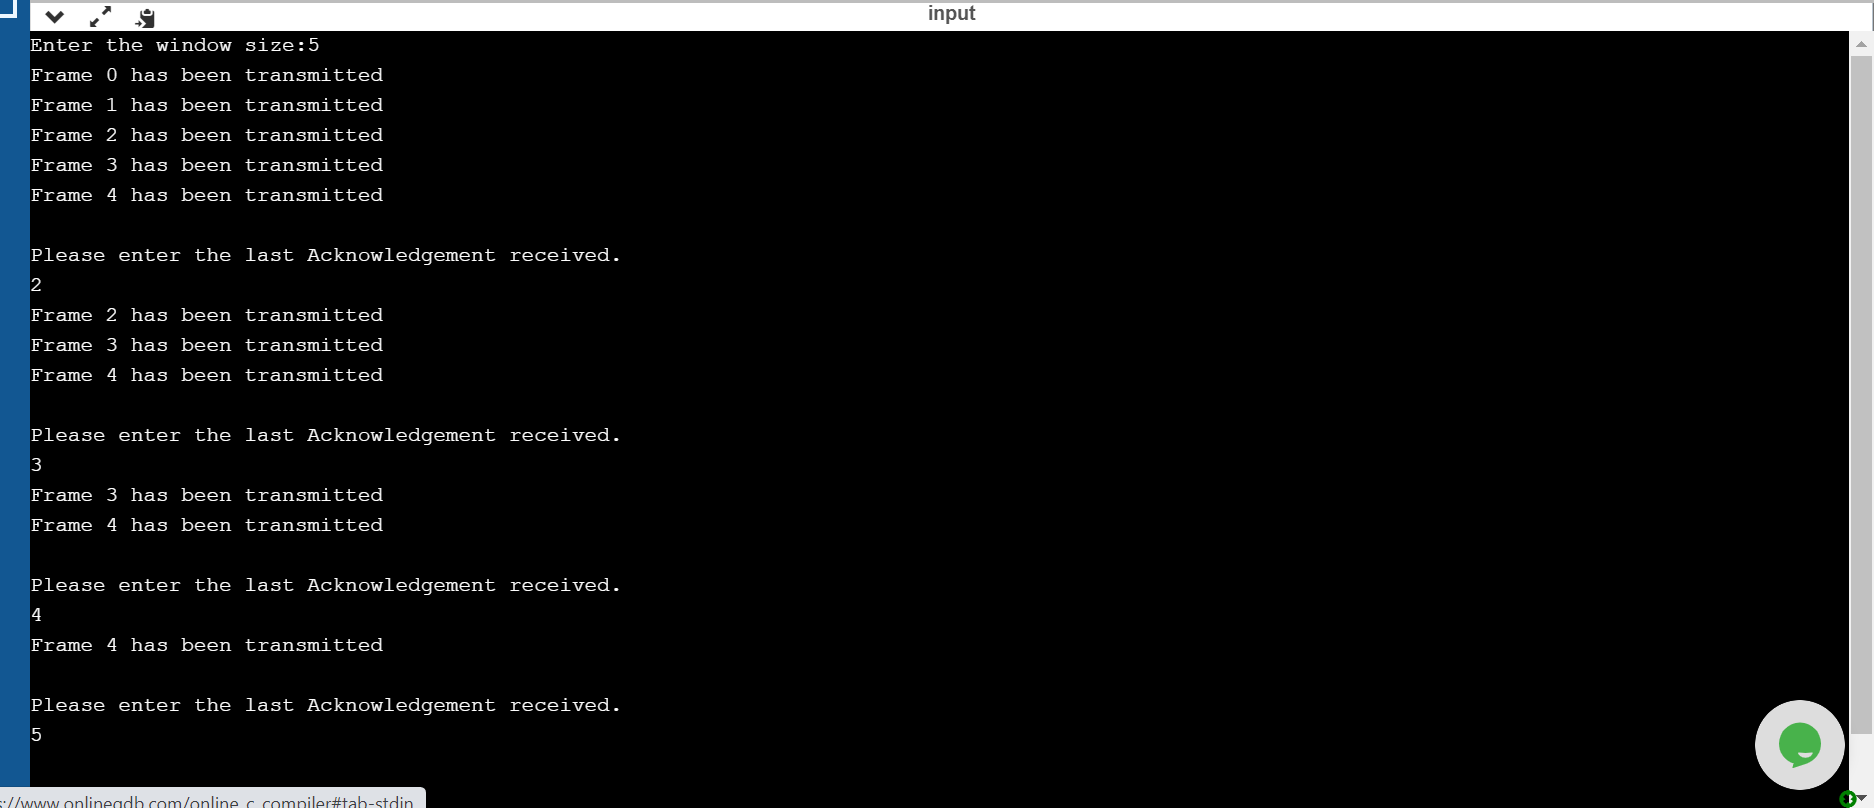 input
Enter the window size:5
Frame 0 has been transmitted
Frame 1 has been transmitted
Frame 2 has been transmitted
Frame 3 has been transmitted
Frame 4 has been transmitted
Please enter the last Acknowledgement received.
2
Frame 2 has been transmitted
Frame 3 has been transmitted
Frame 4 has been transmitted
Please enter the last Acknowledgement received.
3
Frame 3 has been transmitted
Frame 4 has been transmitted
Please enter the last Acknowledgement received.
4
Frame 4 has been transmitted
Please enter the last Acknowledgement received.
5
s://www.onlinegdb.com/online_c_compiler#tab-stdin